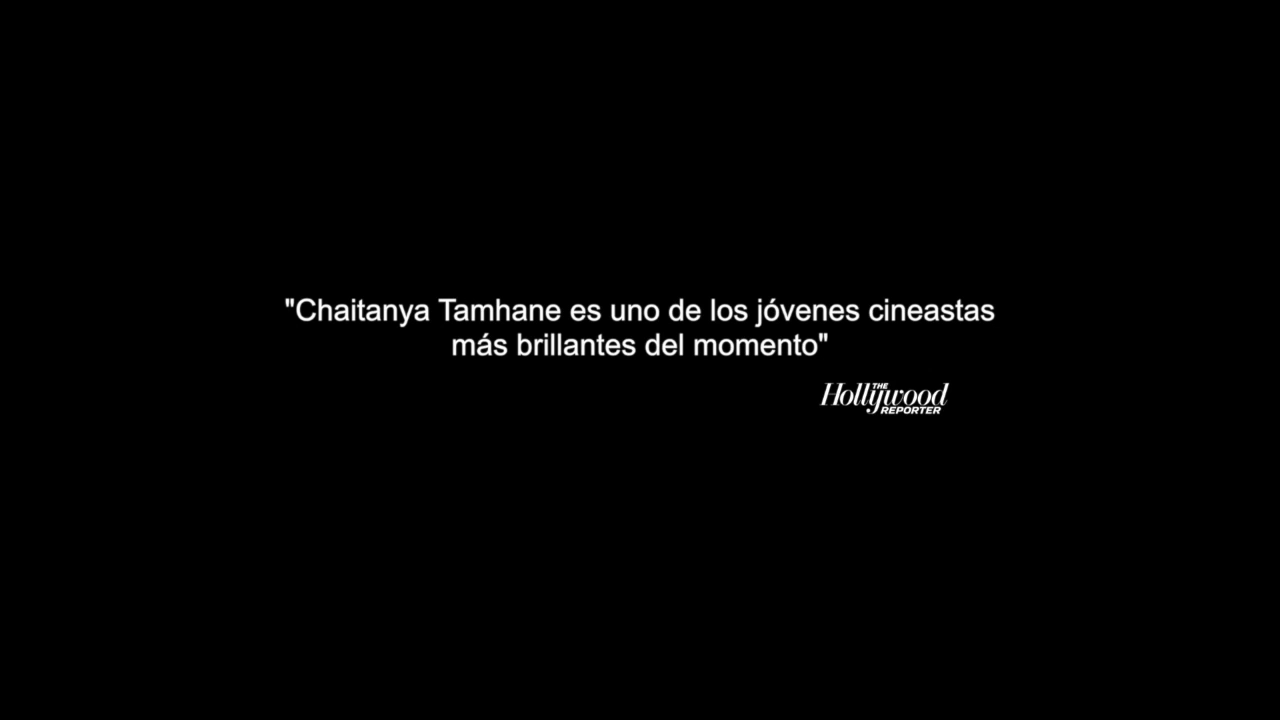 "Chaitanya Tamhane es uno de los jóvenes cineastas
más brillantes del momento"
THE
Hollywood
REPORTER